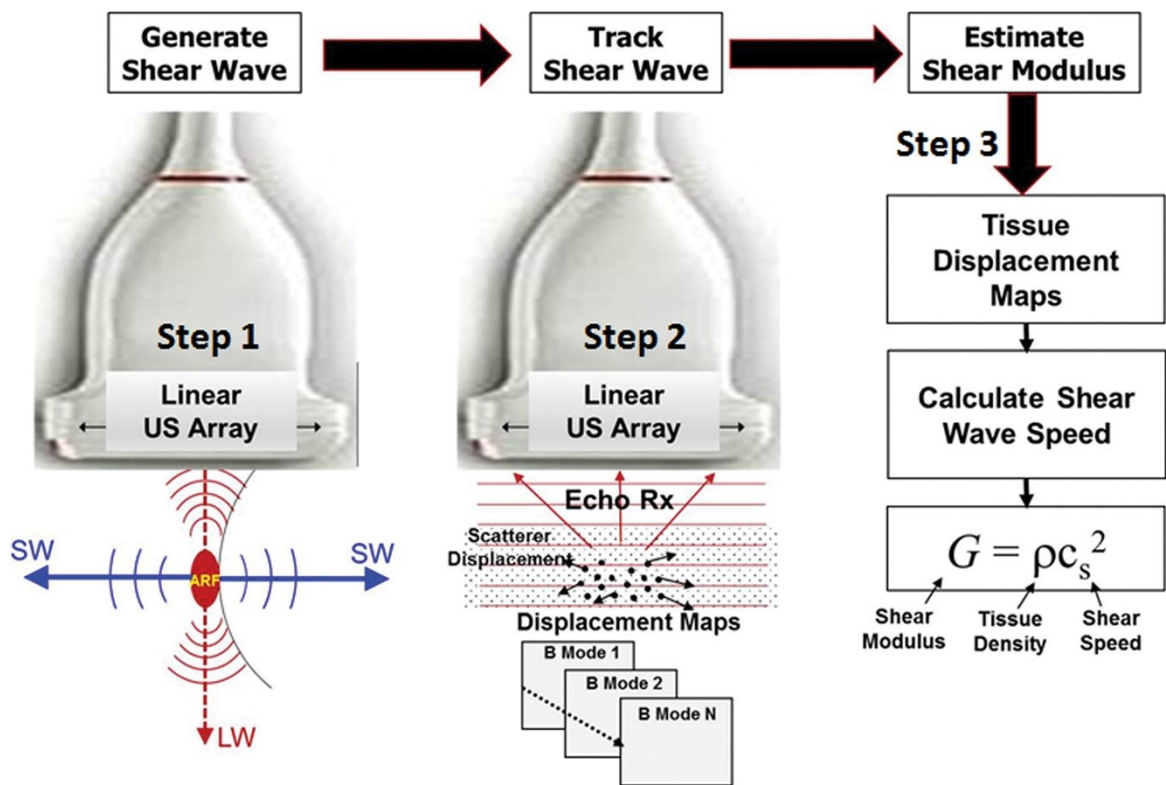 Generate
Shear Wave
Track
Shear Wave
Estimate
Shear Modulus
Step 1
Linear
US Array
SW
ARF
SW
LW
Step 2
Linear
US Array
Echo Rx
Scatterer
Displacement
Displacement Maps
B Mode 1
B Mode 2
B Mode N
Step 3
Tissue
Displacement
Maps
Calculate Shear
Wave Speed
G = ρcₛ²
Shear
Modulus
Tissue
Density
Shear
Speed